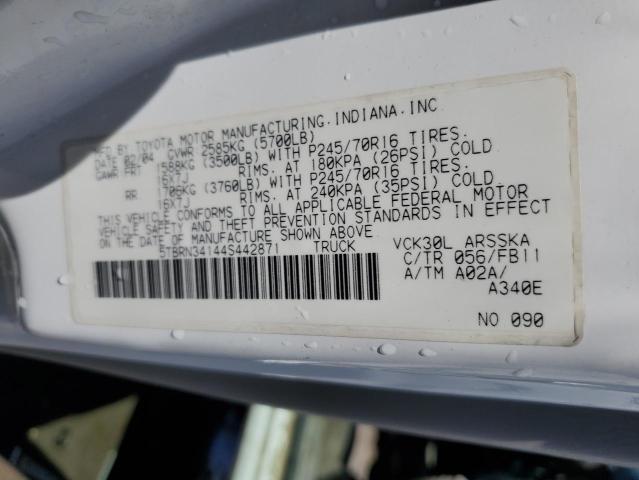 MFD BY TOYOTA MOTOR MANUFACTURING, INDIANA, INC
DATE 02/04 GVWR 2585KG (5700LB)
GAWR FRT 1588KG (3500LB) WITH P245/70R16 TIRES.
16X7J RIMS, AT 180KPA (26PSI) COLD
RR 1706KG (3760LB) WITH P245/70R16 TIRES.
16X7J RIMS, AT 240KPA (35PSI) COLD
THIS VEHICLE CONFORMS TO ALL APPLICABLE FEDERAL MOTOR
VEHICLE SAFETY AND THEFT PREVENTION STANDARDS IN EFFECT
ON THE DATE OF MANUFACTURE SHOWN ABOVE
5TBRN34144S442871 TRUCK
VCK30L ARSSKA
C/TR 056/FB11
A/TM A02A/
A340E
NO 090